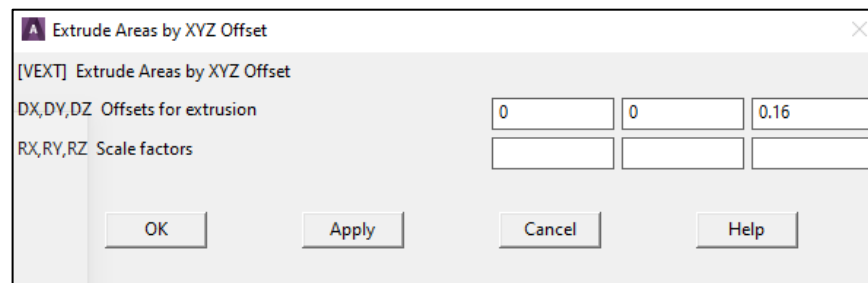 A Extrude Areas by XYZ Offset
[VEXT] Extrude Areas by XYZ Offset
DX,DY,DZ Offsets for extrusion 0 0 0.16
RX,RY,RZ Scale factors
OK Apply Cancel Help